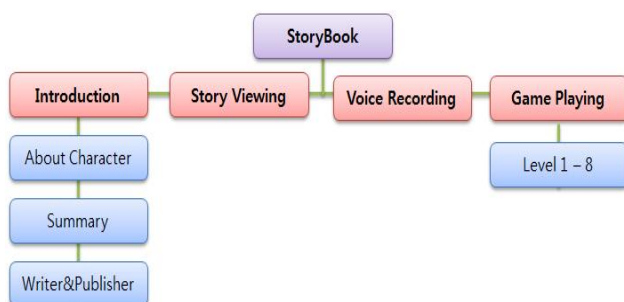 StoryBook
Introduction
Story Viewing
Voice Recording
Game Playing
About Character
Level 1 – 8
Summary
Writer&Publisher